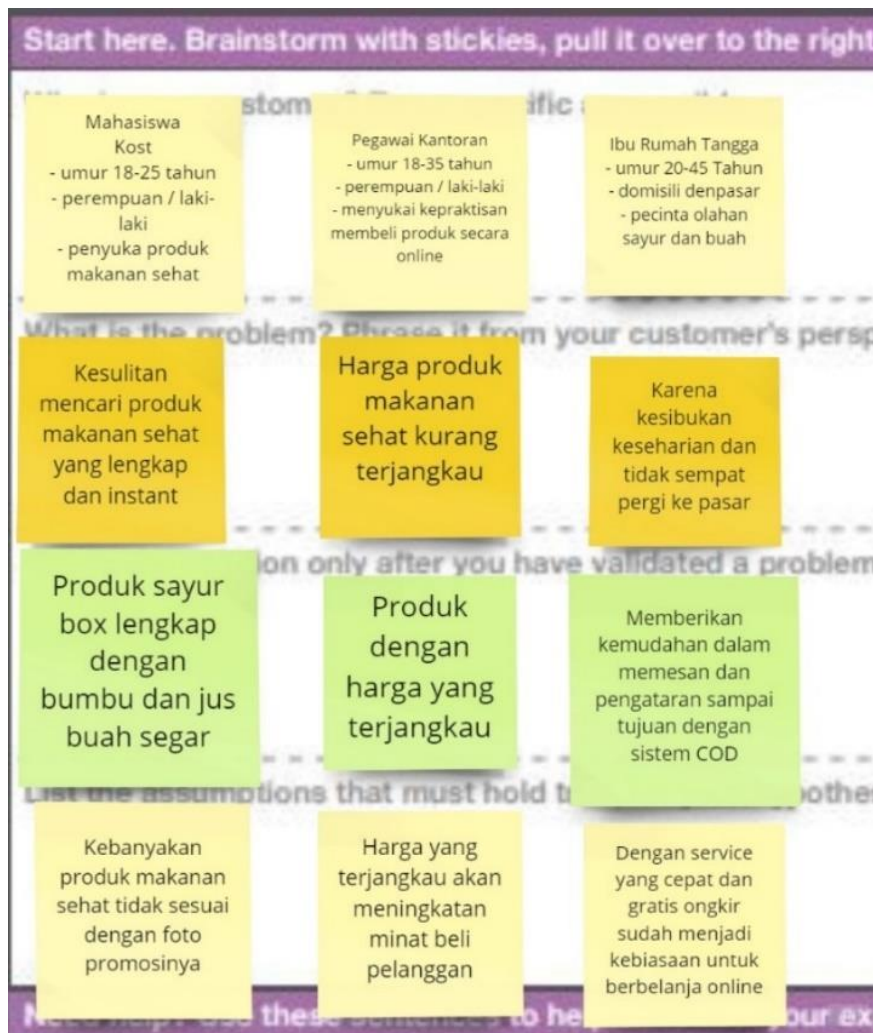 Start here. Brainstorm with stickies, pull it over to the right
Mahasiswa
Kost
- umur 18-25 tahun
- perempuan / laki-
laki
- penyuka produk
makanan sehat
Pegawai Kantoran
- umur 18-35 tahun
- perempuan / laki-laki
- menyukai kepraktisan
membeli produk secara
online
Ibu Rumah Tangga
- umur 20-45 Tahun
- domisili denpasar
- pecinta olahan
sayur dan buah
What is the problem? Phrase it from your customer's persp
Kesulitan
mencari produk
makanan sehat
yang lengkap
dan instant
Harga produk
makanan
sehat kurang
terjangkau
Karena
kesibukan
keseharian dan
tidak sempat
pergi ke pasar
only after you have validated a problem
Produk sayur
box lengkap
dengan
bumbu dan jus
buah segar
Produk
dengan
harga yang
terjangkau
Memberikan
kemudahan dalam
memesan dan
pengataran sampai
tujuan dengan
sistem COD
List the assumptions that must hold
Kebanyakan
produk makanan
sehat tidak sesuai
dengan foto
promosinya
Harga yang
terjangkau akan
meningkatan
minat beli
pelanggan
Dengan service
yang cepat dan
gratis ongkir
sudah menjadi
kebiasaan untuk
berbelanja online
Need help? Use these sentences to